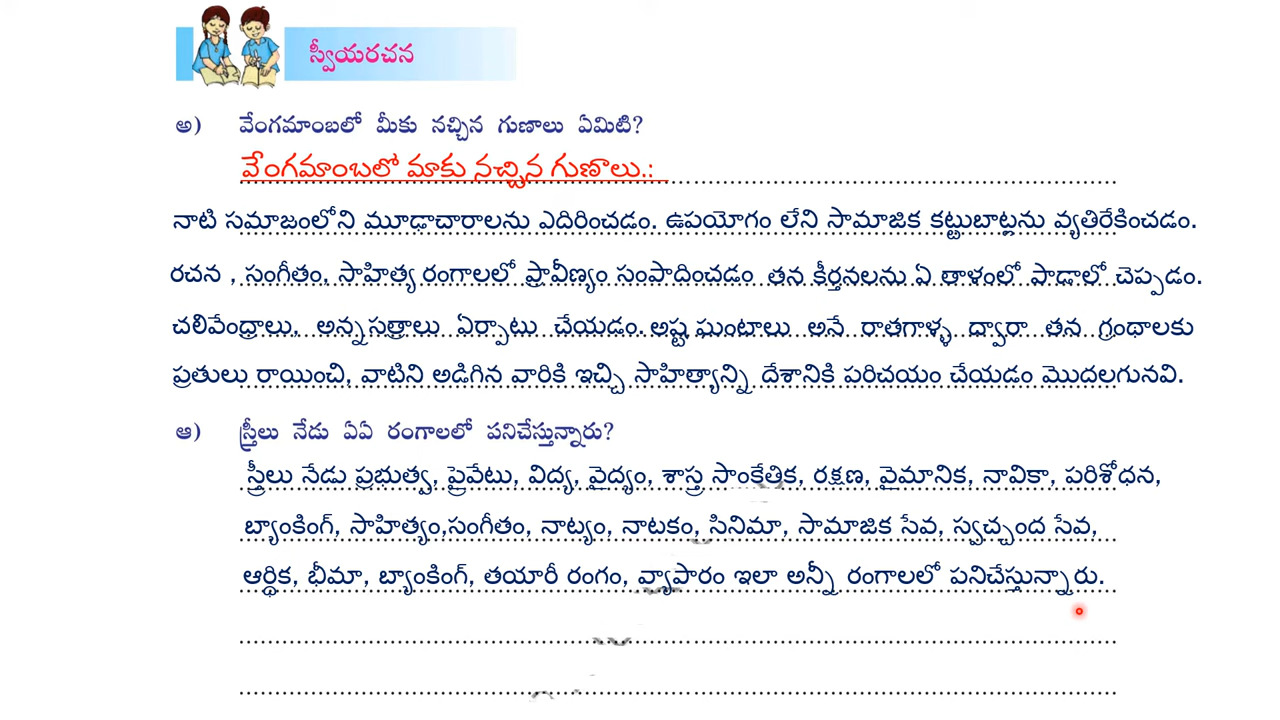 స్వీయరచన
అ) వేంగమాంబలో మీకు నచ్చిన గుణాలు ఏమిటి?
వేంగమాంబలో మాకు నచ్చిన గుణాలు.:
నాటి సమాజంలోని మూఢాచారాలను ఎదిరించడం. ఉపయోగం లేని సామాజిక కట్టుబాట్లను వ్యతిరేకించడం.
రచన , సంగీతం, సాహిత్య రంగాలలో ప్రావీణ్యం సంపాదించడం తన కీర్తనలను ఏ తాళంలో పాడాలో చెప్పడం.
చలివేంద్రాలు, అన్నసత్రాలు ఏర్పాటు చేయడం. అష్ట ఘంటాలు అనే రాతగాళ్ళ ద్వారా తన గ్రంథాలకు
ప్రతులు రాయించి, వాటిని అడిగిన వారికి ఇచ్చి సాహిత్యాన్ని దేశానికి పరిచయం చేయడం మొదలగునవి.
ఆ) స్త్రీలు నేడు ఏఏ రంగాలలో పనిచేస్తున్నారు?
స్త్రీలు నేడు ప్రభుత్వ, ప్రైవేటు, విద్య, వైద్యం, శాస్త్ర సాంకేతిక, రక్షణ, వైమానిక, నావికా, పరిశోధన,
బ్యాంకింగ్, సాహిత్యం,సంగీతం, నాట్యం, నాటకం, సినిమా, సామాజిక సేవ, స్వచ్చంద సేవ,
ఆర్థిక, భీమా, బ్యాంకింగ్, తయారీ రంగం, వ్యాపారం ఇలా అన్నీ రంగాలలో పనిచేస్తున్నారు.